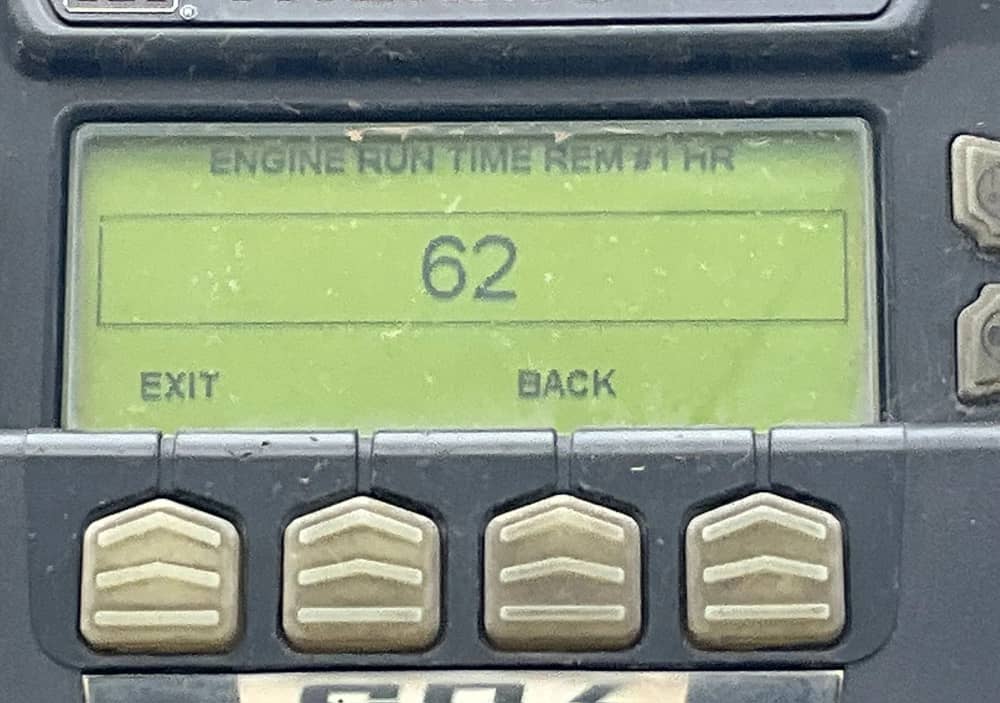 ®
ENGINE RUN TIME REM #1 HR
62
EXIT BACK